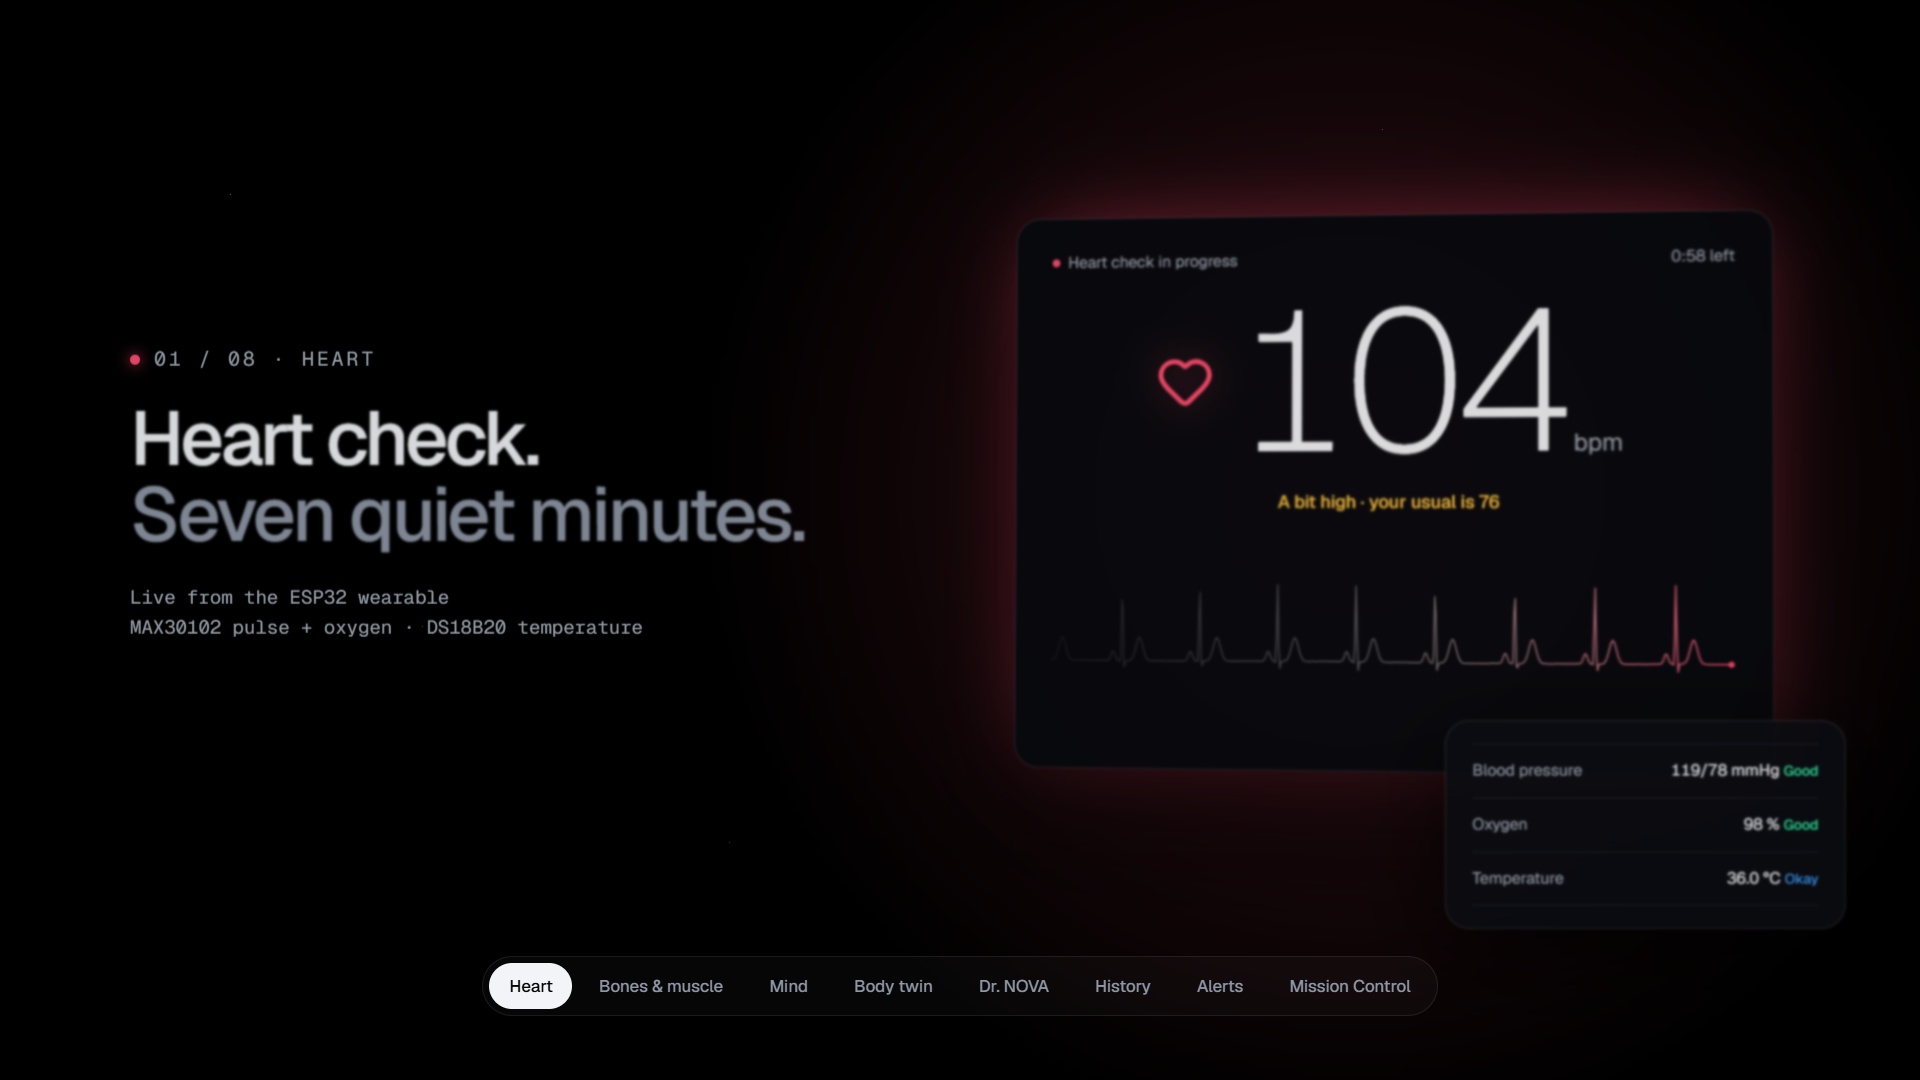 01 / 08 · HEART
Heart check.
Seven quiet minutes.
Live from the ESP32 wearable
MAX30102 pulse + oxygen · DS18B20 temperature
Heart check in progress
0:58 left
104 bpm
A bit high · your usual is 76
Blood pressure 119/78 mmHg Good
Oxygen 98 % Good
Temperature 36.0 °C Okay
Heart Bones & muscle Mind Body twin Dr. NOVA History Alerts Mission Control